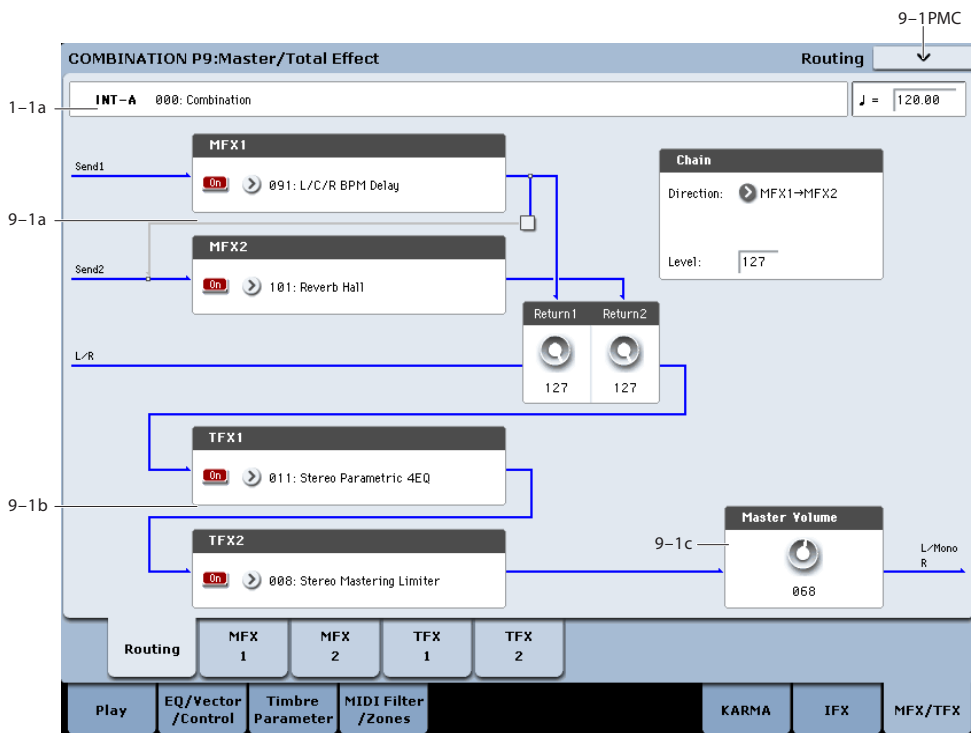 9–1PMC
COMBINATION P9:Master/Total Effect
Routing
1–1a
INT-A 000: Combination
♩ = 120.00
MFX1
Send1
On 091: L/C/R BPM Delay
Chain
Direction: MFX1→MFX2
Level: 127
9–1a
MFX2
Send2
On 101: Reverb Hall
Return1 Return2
127 127
L/R
TFX1
On 011: Stereo Parametric 4EQ
9–1b
TFX2
On 008: Stereo Mastering Limiter
9–1c
Master Volume
068
L/Mono
R
Routing
MFX
1
MFX
2
TFX
1
TFX
2
Play
EQ/Vector
/Control
Timbre
Parameter
MIDI Filter
/Zones
KARMA
IFX
MFX/TFX